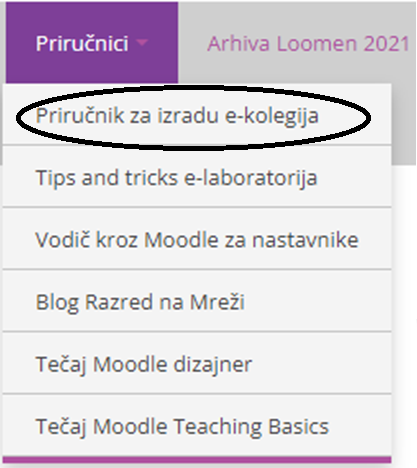 Priručnici Arhiva Loomen 2021
Priručnik za izradu e-kolegija
Tips and tricks e-laboratorija
Vodič kroz Moodle za nastavnike
Blog Razred na Mreži
Tečaj Moodle dizajner
Tečaj Moodle Teaching Basics